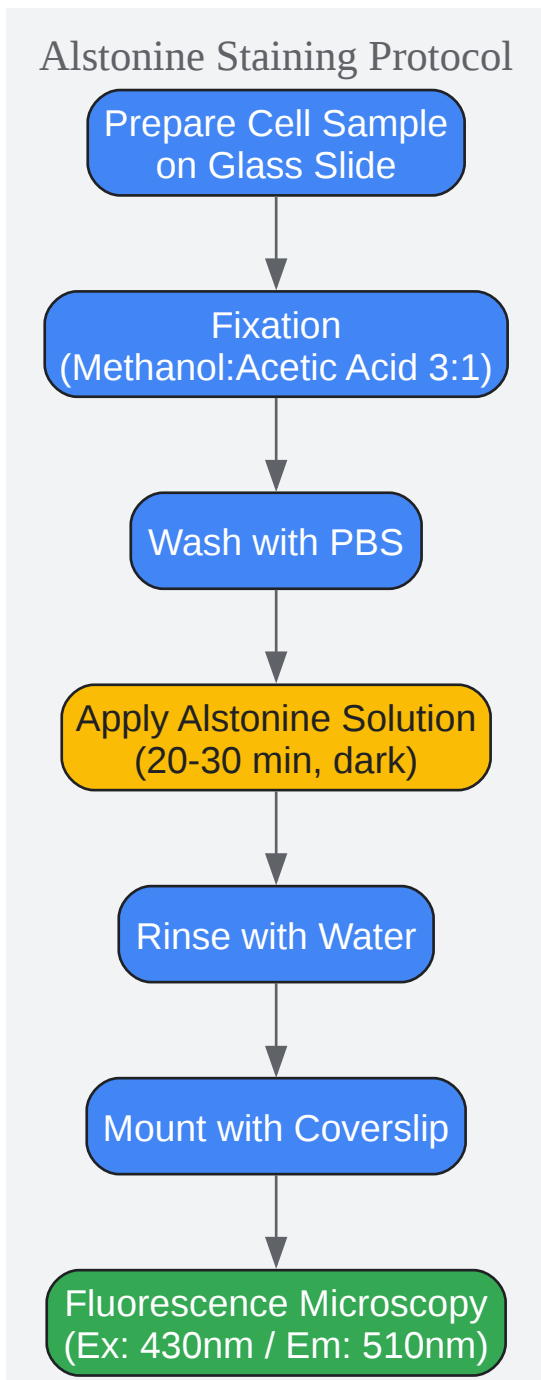 Alstonine Staining Protocol
Prepare Cell Sample
on Glass Slide
Fixation
(Methanol:Acetic Acid 3:1)
Wash with PBS
Apply Alstonine Solution
(20-30 min, dark)
Rinse with Water
Mount with Coverslip
Fluorescence Microscopy
(Ex: 430nm / Em: 510nm)